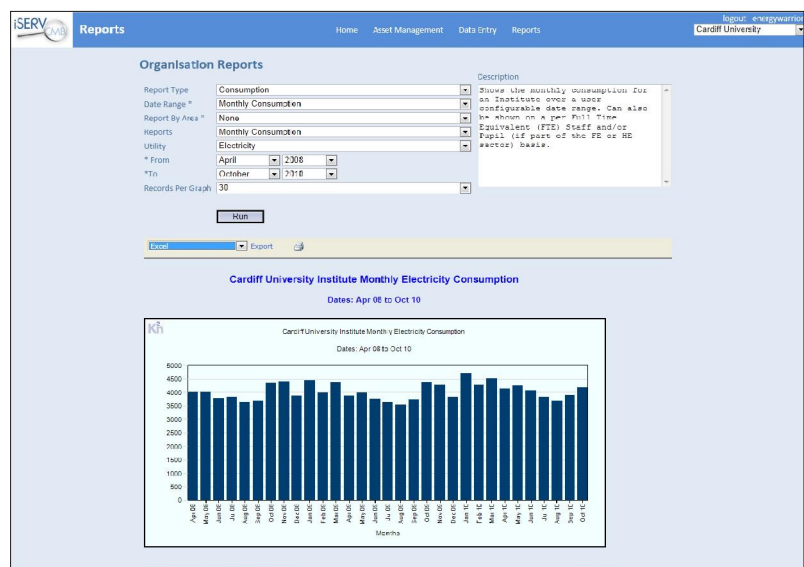 iSERV CMB
Reports
Home Asset Management Data Entry Reports
logout energywarrior
Cardiff University
Organisation Reports
Report Type Consumption
Date Range * Monthly Consumption
Report By Area * None
Reports Monthly Consumption
Utility Electricity
* From April 2008
*To October 2010
Records Per Graph 30
Description
Shows the monthly consumption for
an Institute over a user
configurable date range. Can also
be shown on a per Full Time
Equivalent (FTE) Staff and/or
Pupil (if part of the FE or HE
sector) basis.
Run
Excel Export
Cardiff University Institute Monthly Electricity Consumption
Dates: Apr 08 to Oct 10
Cardiff University Institute Monthly Electricity Consumption
Dates: Apr 08 to Oct 10
5000
4500
4000
3500
3000
2500
2000
1500
1000
500
0
Months